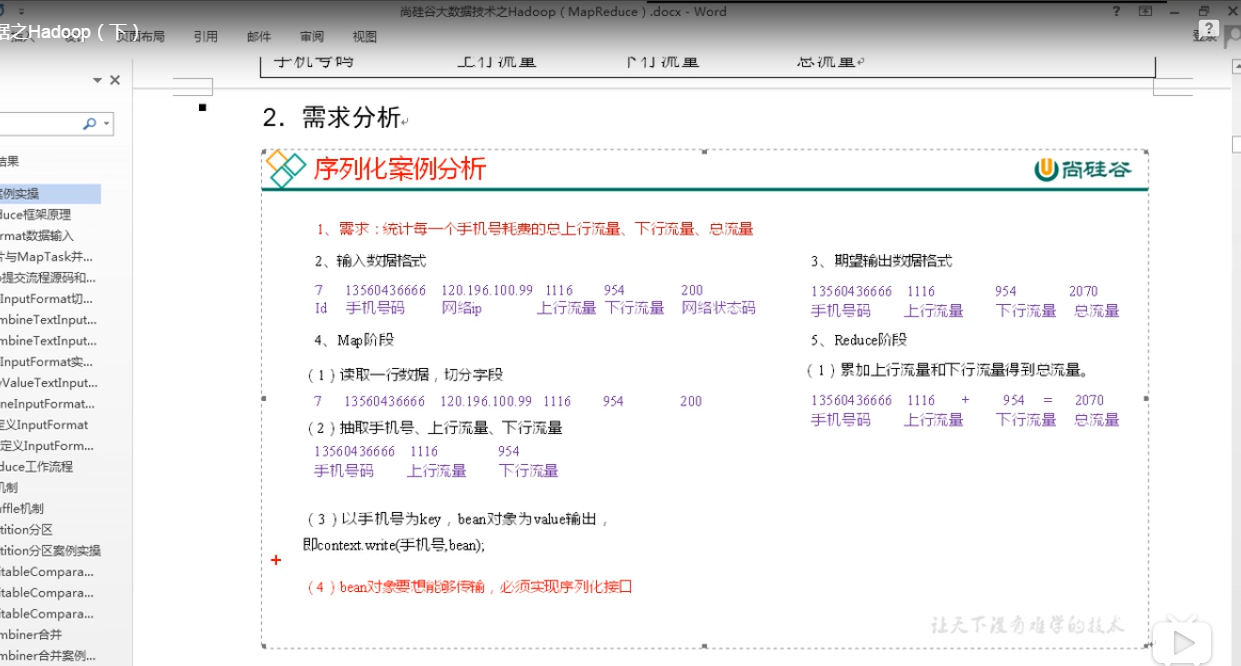 尚硅谷大数据技术之Hadoop（MapReduce）.docx - Word
据之Hadoop（下）
页面布局 引用 邮件 审阅 视图
登录
手机号码 上行流量 下行流量 总流量
结果
案例实操
duce框架原理
rmat数据输入
片与MapTask并...
p提交流程源码和...
InputFormat切...
mbineTextInput...
mbineTextInput...
InputFormat实...
yValueTextInput...
neInputFormat...
定义InputFormat
定义InputForm...
duce工作流程
机制
ffle机制
tition分区
tition分区案例实操
itableCompara...
itableCompara...
itableCompara...
mbiner合并
mbiner合并案例...
2．需求分析
序列化案例分析
尚硅谷
1、需求：统计每一个手机号耗费的总上行流量、下行流量、总流量
2、输入数据格式
7 13560436666 120.196.100.99 1116 954 200
Id 手机号码 网络ip 上行流量 下行流量 网络状态码
3、期望输出数据格式
13560436666 1116 954 2070
手机号码 上行流量 下行流量 总流量
4、Map阶段
（1）读取一行数据，切分字段
7 13560436666 120.196.100.99 1116 954 200
（2）抽取手机号、上行流量、下行流量
13560436666 1116 954
手机号码 上行流量 下行流量
（3）以手机号为key，bean对象为value输出，
即context.write(手机号,bean);
（4）bean对象要想能够传输，必须实现序列化接口
5、Reduce阶段
（1）累加上行流量和下行流量得到总流量。
13560436666 1116 + 954 = 2070
手机号码 上行流量 下行流量 总流量
让天下没有难学的技术